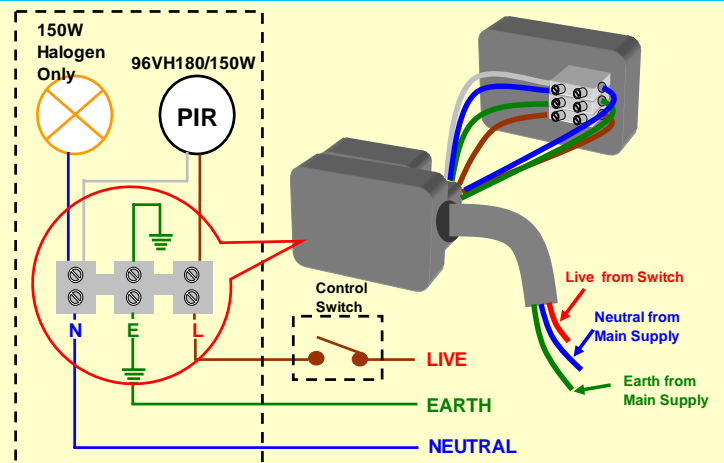 150W
Halogen
Only
96VH180/150W
PIR
N
E
L
Control
Switch
LIVE
EARTH
NEUTRAL
Live from Switch
Neutral from
Main Supply
Earth from
Main Supply